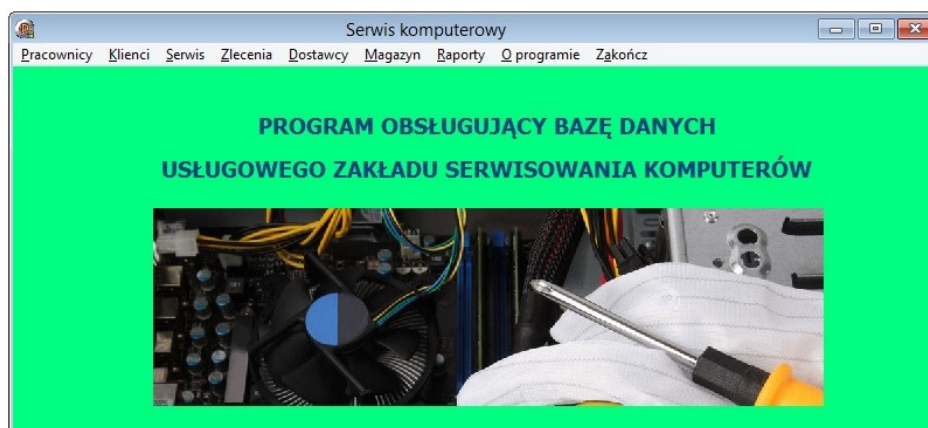 Serwis komputerowy
Pracownicy Klienci Serwis Zlecenia Dostawcy Magazyn Raporty O programie Zakończ
PROGRAM OBSŁUGUJĄCY BAZĘ DANYCH
USŁUGOWEGO ZAKŁADU SERWISOWANIA KOMPUTERÓW